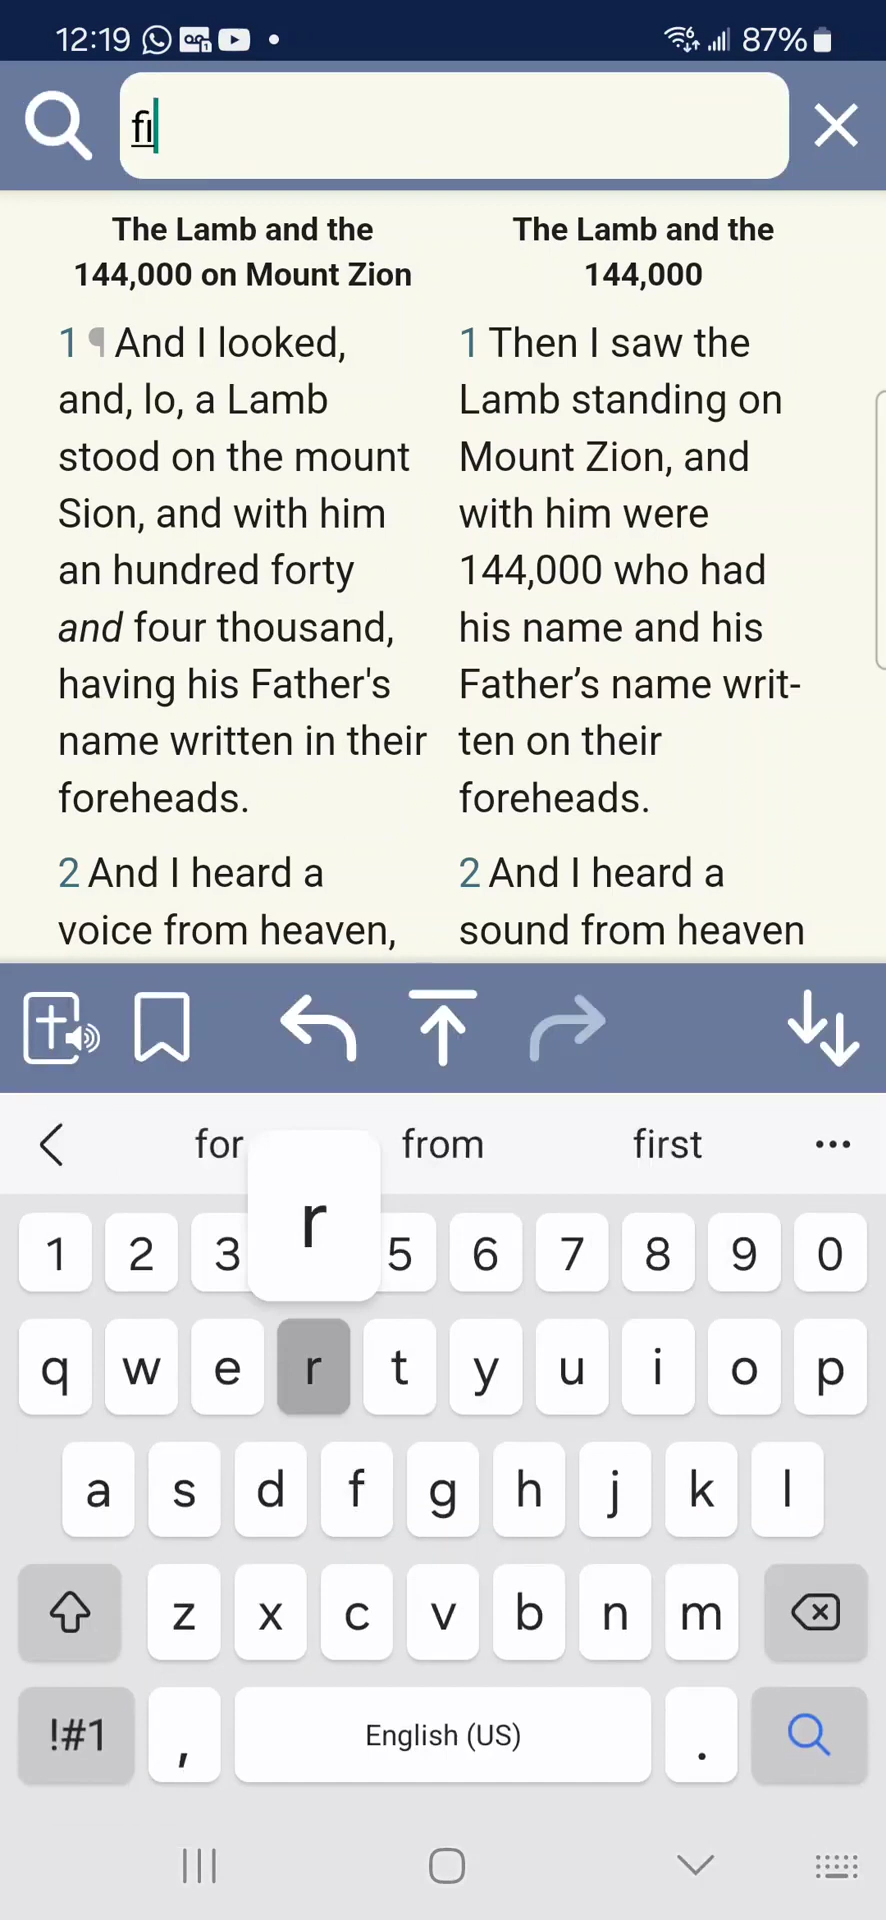 12:19 87%
fi
The Lamb and the
144,000 on Mount Zion
1 ¶ And I looked,
and, lo, a Lamb
stood on the mount
Sion, and with him
an hundred forty
and four thousand,
having his Father's
name written in their
foreheads.
2 And I heard a
voice from heaven,
The Lamb and the
144,000
1 Then I saw the
Lamb standing on
Mount Zion, and
with him were
144,000 who had
his name and his
Father’s name writ-
ten on their
foreheads.
2 And I heard a
sound from heaven
for from first
r
1 2 3 5 6 7 8 9 0
q w e r t y u i o p
a s d f g h j k l
z x c v b n m
!#1 , English (US) .